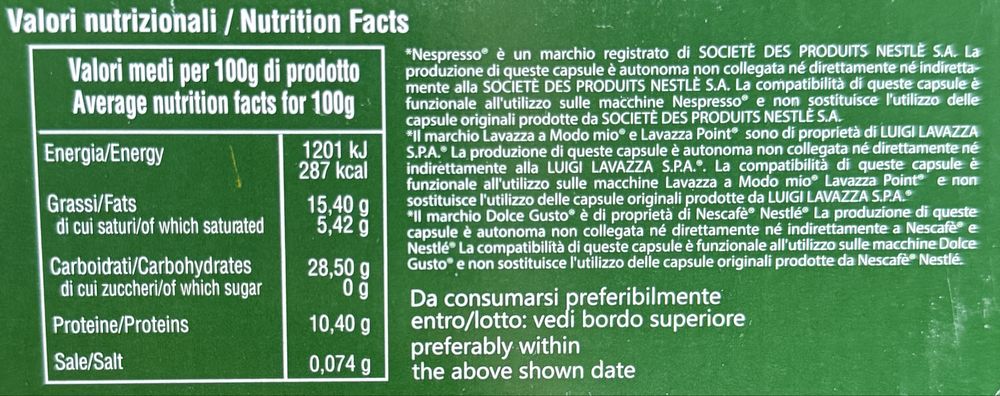 Valori nutrizionali / Nutrition Facts
Valori medi per 100g di prodotto
Average nutrition facts for 100g
Energia/Energy 1201 kJ
287 kcal
Grassi/Fats 15,40 g
di cui saturi/of which saturated 5,42 g
Carboidrati/Carbohydrates 28,50 g
di cui zuccheri/of which sugar 0 g
Proteine/Proteins 10,40 g
Sale/Salt 0,074 g
*Nespresso® è un marchio registrato di SOCIETÈ DES PRODUITS NESTLÈ S.A. La
produzione di queste capsule è autonoma non collegata né direttamente né indiretta-
mente alla SOCIETÈ DES PRODUITS NESTLÈ S.A. La compatibilità di queste capsule è
funzionale all'utilizzo sulle macchine Nespresso® e non sostituisce l'utilizzo delle
capsule originali prodotte da SOCIETÈ DES PRODUITS NESTLÈ S.A.
*Il marchio Lavazza a Modo mio® e Lavazza Point® sono di proprietà di LUIGI LAVAZZA
S.P.A.® La produzione di queste capsule è autonoma non collegata né direttamente né
indirettamente alla LUIGI LAVAZZA S.P.A.®. La compatibilità di queste capsule è
funzionale all'utilizzo sulle macchine Lavazza a Modo mio® Lavazza Point® e non
sostituisce l'utilizzo delle capsule originali prodotte da LUIGI LAVAZZA S.P.A.®
*Il marchio Dolce Gusto® è di proprietà di Nescafè® Nestlé® La produzione di queste
capsule è autonoma non collegata né direttamente né indirettamente a Nescafè® e
Nestlé® La compatibilità di queste capsule è funzionale all'utilizzo sulle macchine Dolce
Gusto® e non sostituisce l'utilizzo delle capsule originali prodotte da Nescafè® Nestlé.
Da consumarsi preferibilmente
entro/lotto: vedi bordo superiore
preferably within
the above shown date